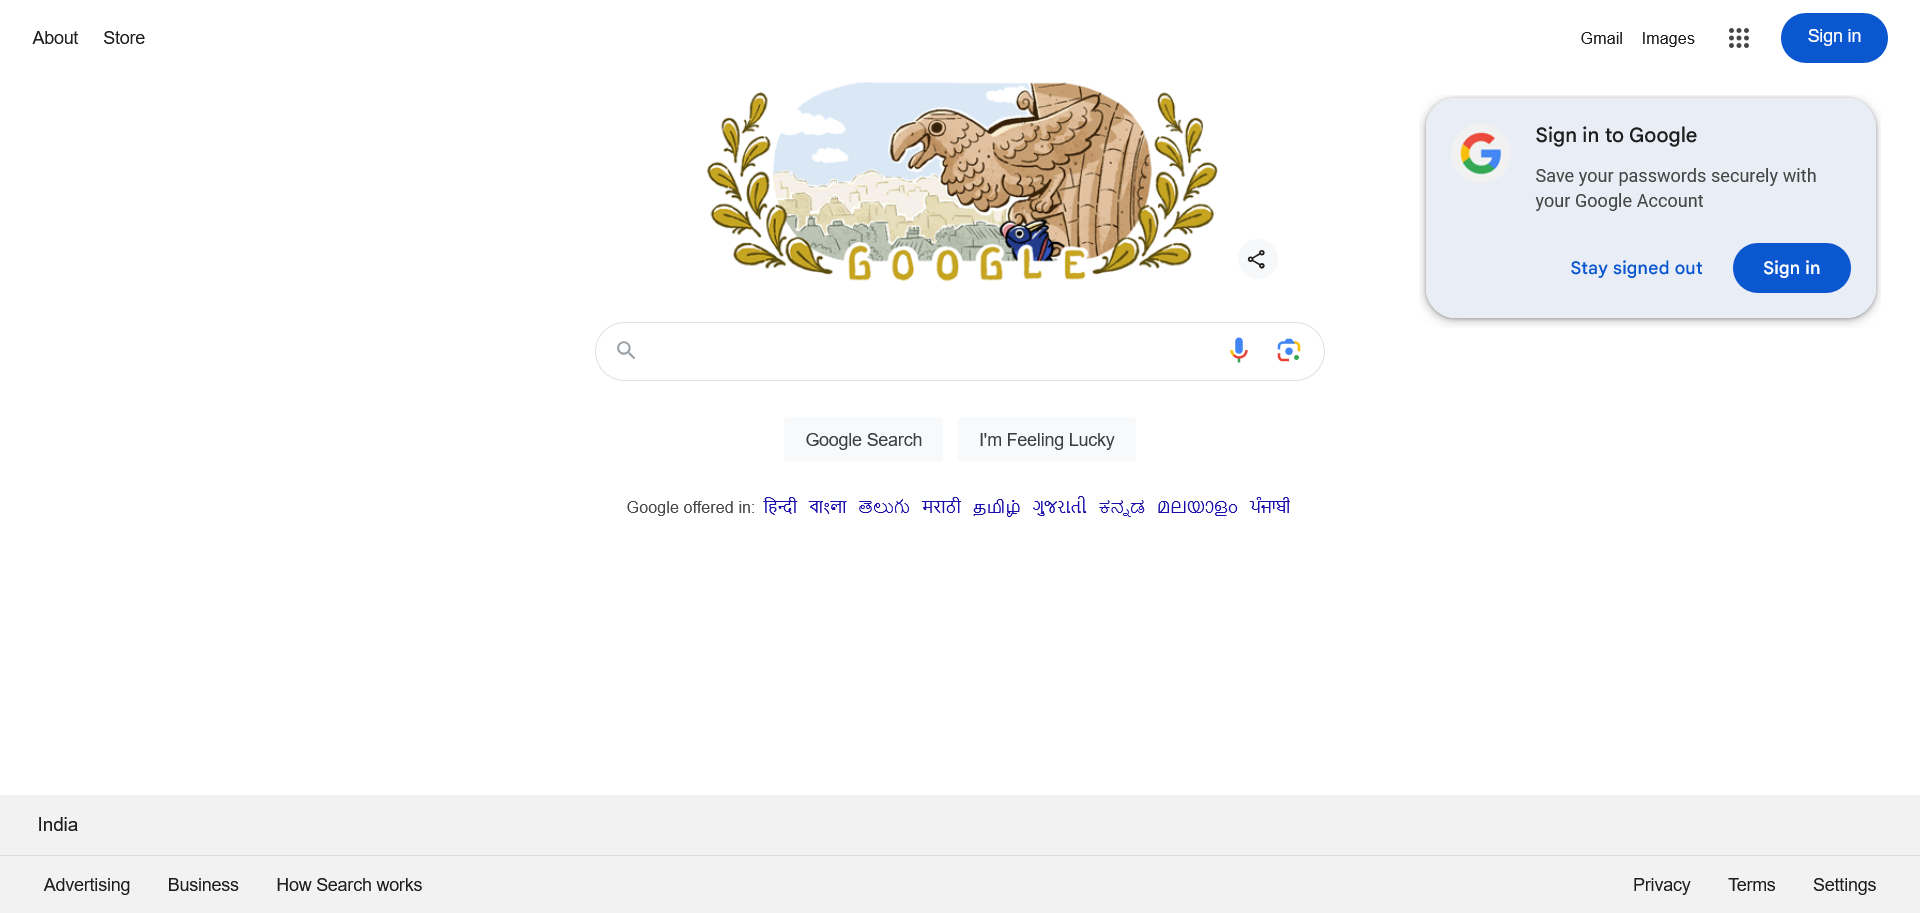 About Store
Gmail Images Sign in
GOOGLE
Sign in to Google
Save your passwords securely with
your Google Account
Stay signed out Sign in
Google Search I'm Feeling Lucky
Google offered in: हिन्दी বাংলা తెలుగు मराठी தமிழ் ગુજરાતી ಕನ್ನಡ മലയാളം ਪੰਜਾਬੀ
India
Advertising Business How Search works
Privacy Terms Settings